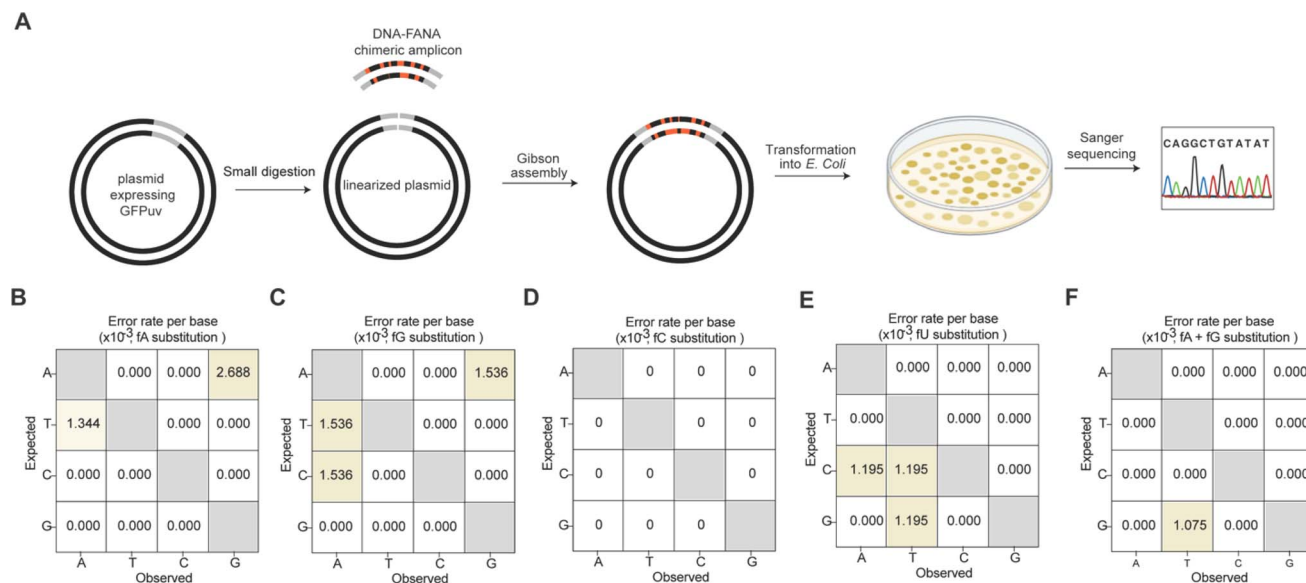 A
DNA-FANA
chimeric amplicon
plasmid
expressing
GFPuv
Small digestion
linearized plasmid
Gibson
assembly
Transformation
into E. Coli
Sanger
sequencing
CAGGCTGTATAT
B
Error rate per base
(x10⁻³, fA substitution )
Expected
A 0.000 0.000 2.688
T 1.344 0.000 0.000
C 0.000 0.000 0.000
G 0.000 0.000 0.000
A T C G
Observed
C
Error rate per base
(x10⁻³, fG substitution )
Expected
A 0.000 0.000 1.536
T 1.536 0.000 0.000
C 1.536 0.000 0.000
G 0.000 0.000 0.000
A T C G
Observed
D
Error rate per base
(x10⁻³, fC substitution )
Expected
A 0 0 0
T 0 0 0
C 0 0 0
G 0 0 0
A T C G
Observed
E
Error rate per base
(x10⁻³, fU substitution )
Expected
A 0.000 0.000 0.000
T 0.000 0.000 0.000
C 1.195 1.195 0.000
G 0.000 1.195 0.000
A T C G
Observed
F
Error rate per base
(x10⁻³, fA + fG substitution )
Expected
A 0.000 0.000 0.000
T 0.000 0.000 0.000
C 0.000 0.000 0.000
G 0.000 1.075 0.000
A T C G
Observed